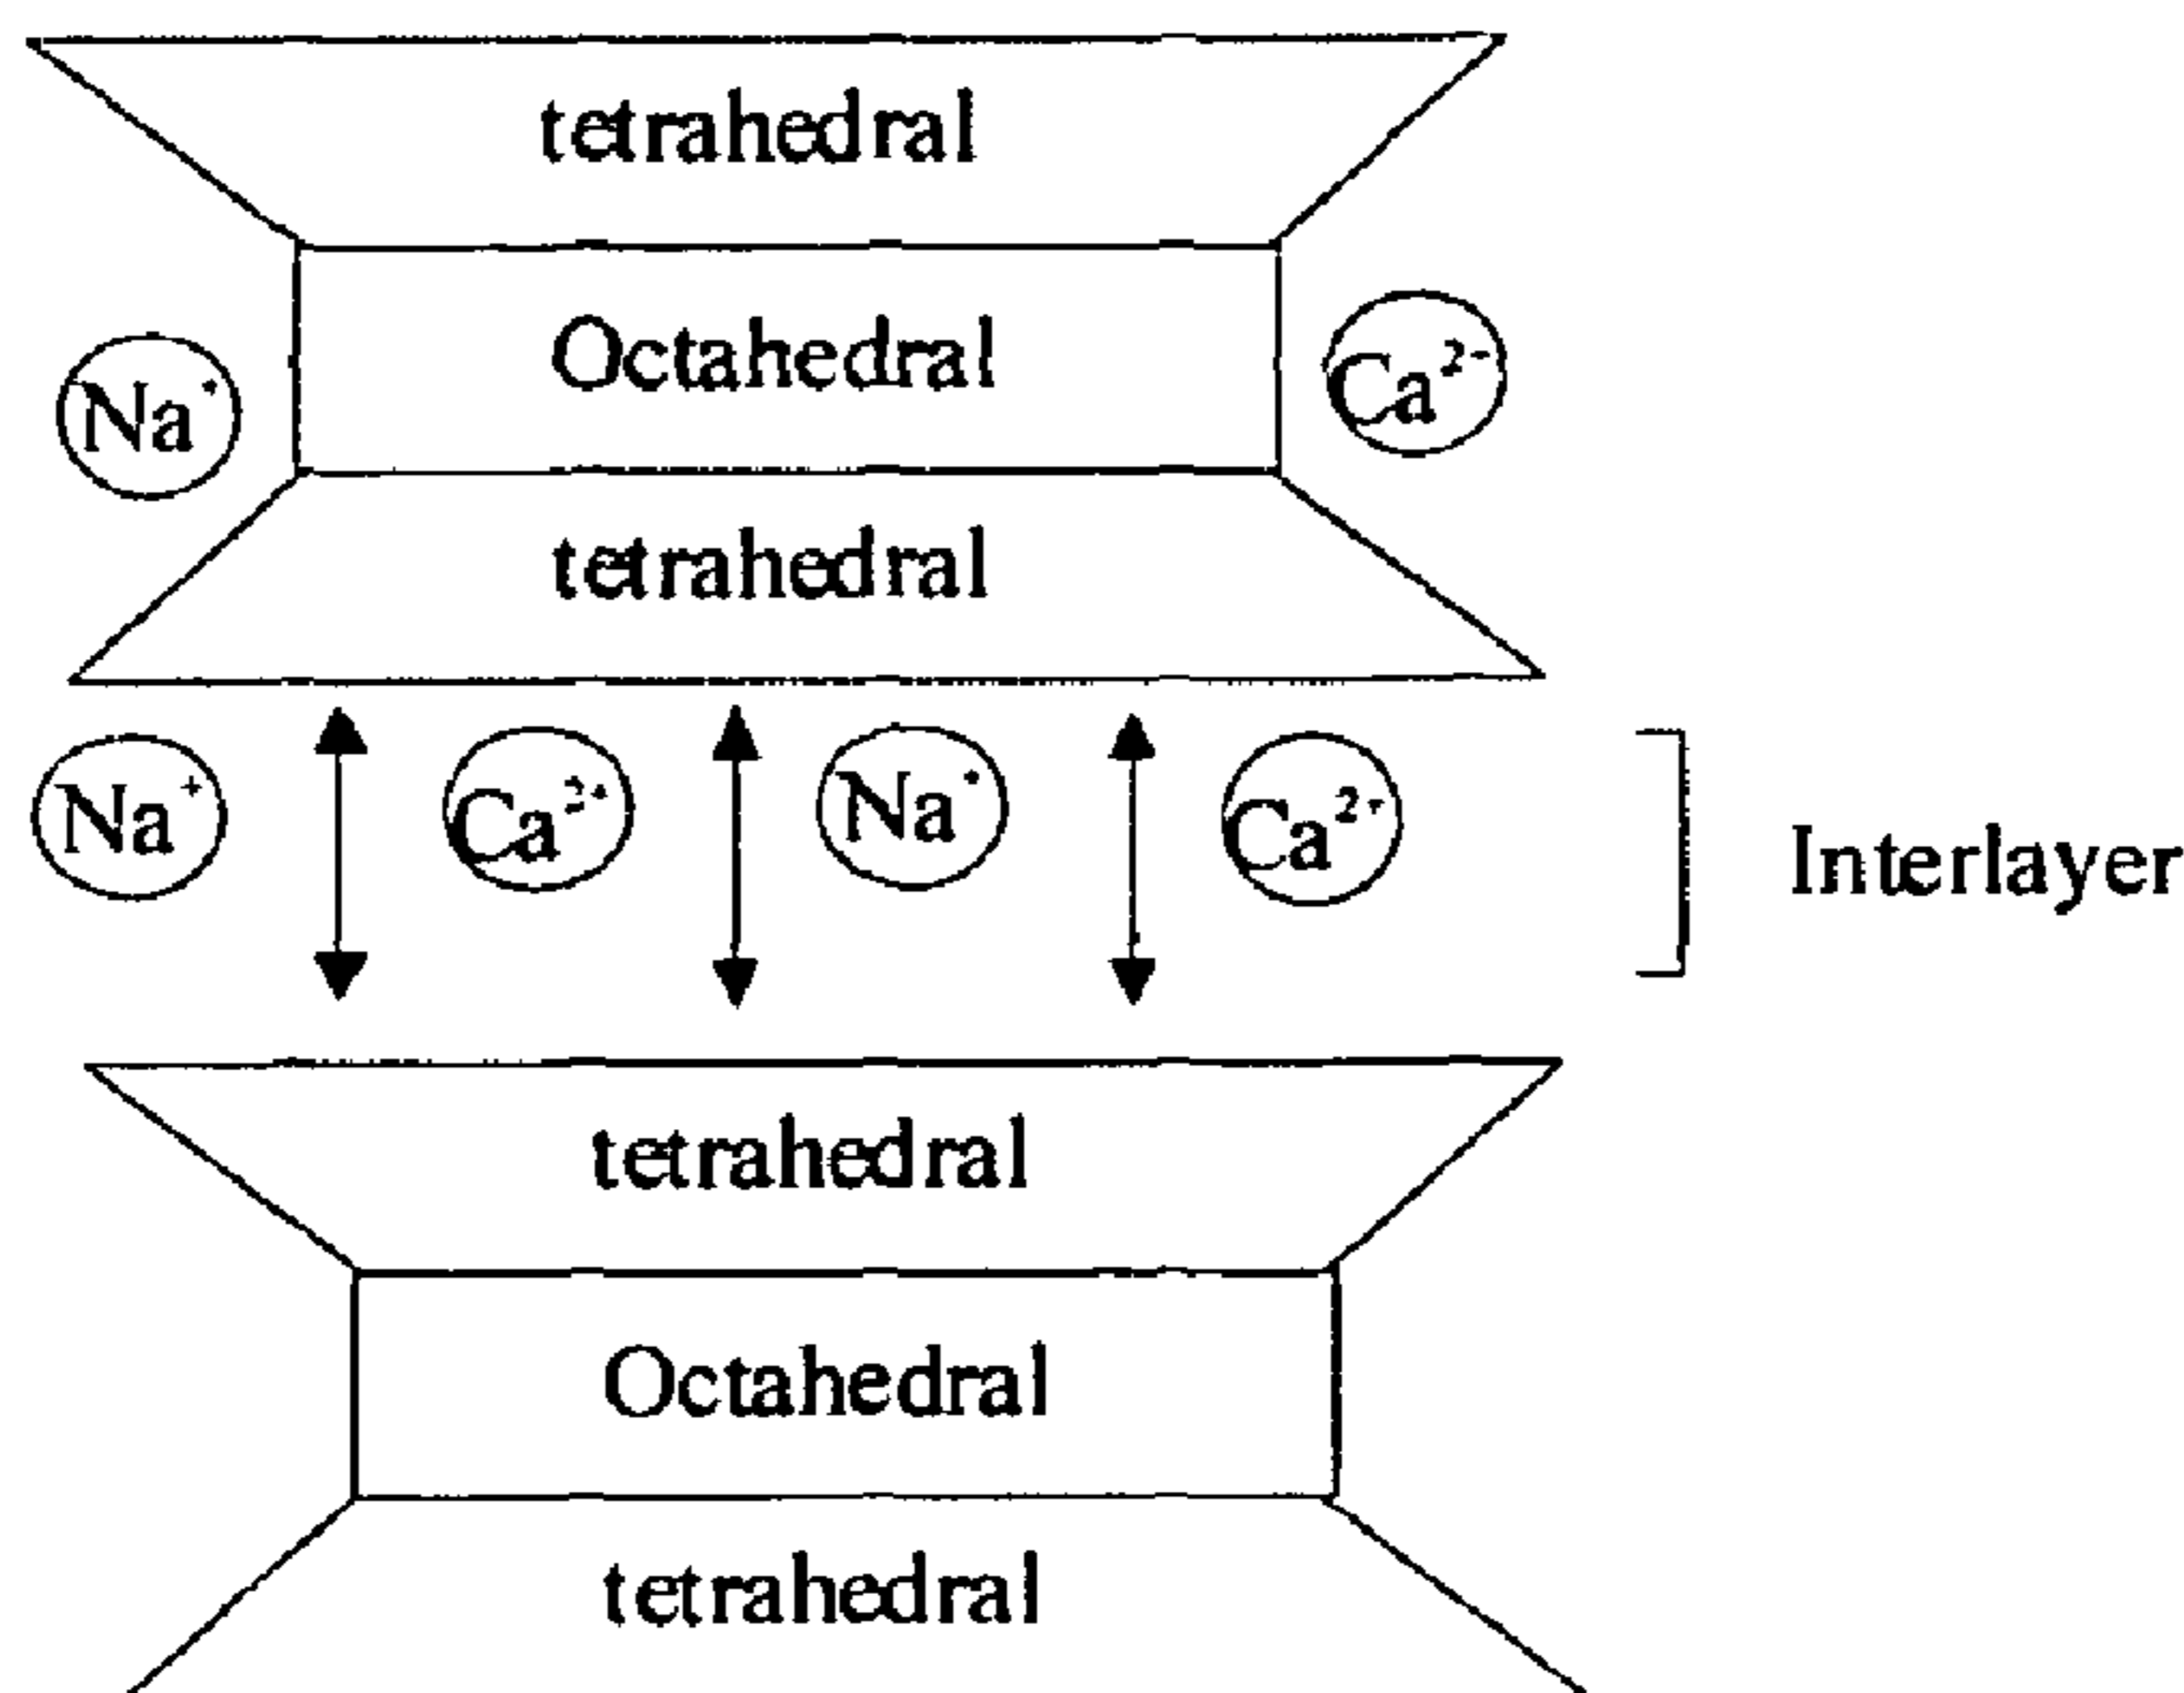 tetrahedral
Octahedral
Na⁺ Ca²⁺
tetrahedral
Na⁺ Ca²⁺ Na⁺ Ca²⁺
Interlayer
tetrahedral
Octahedral
tetrahedral